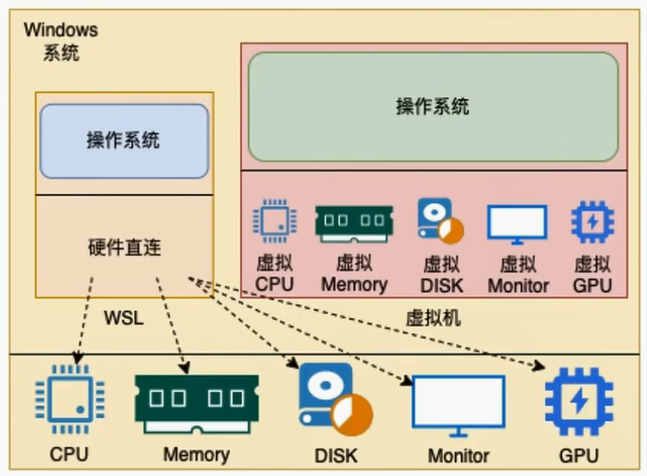 Windows
系统
操作系统
硬件直连
WSL
操作系统
虚拟
CPU
虚拟
Memory
虚拟
DISK
虚拟
Monitor
虚拟
GPU
虚拟机
CPU
Memory
DISK
Monitor
GPU